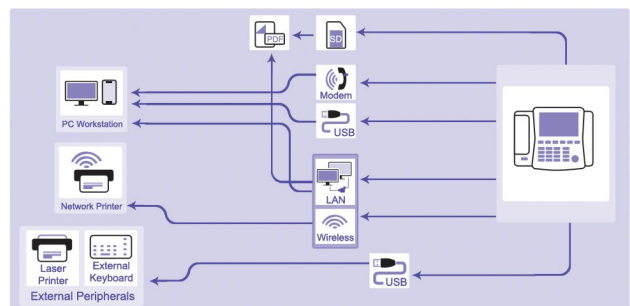 PDF
SD
Modem
PC Workstation
USB
LAN
Network Printer
Wireless
Laser
Printer
External
Keyboard
USB
External Peripherals